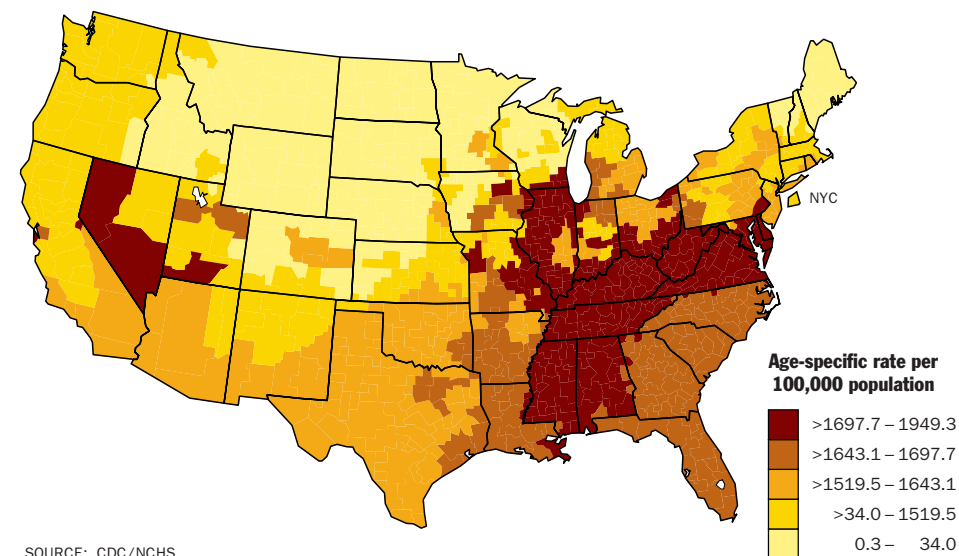 NYC
Age-specific rate per
100,000 population
>1697.7 – 1949.3
>1643.1 – 1697.7
>1519.5 – 1643.1
>34.0 – 1519.5
0.3 – 34.0
SOURCE: CDC/NCHS